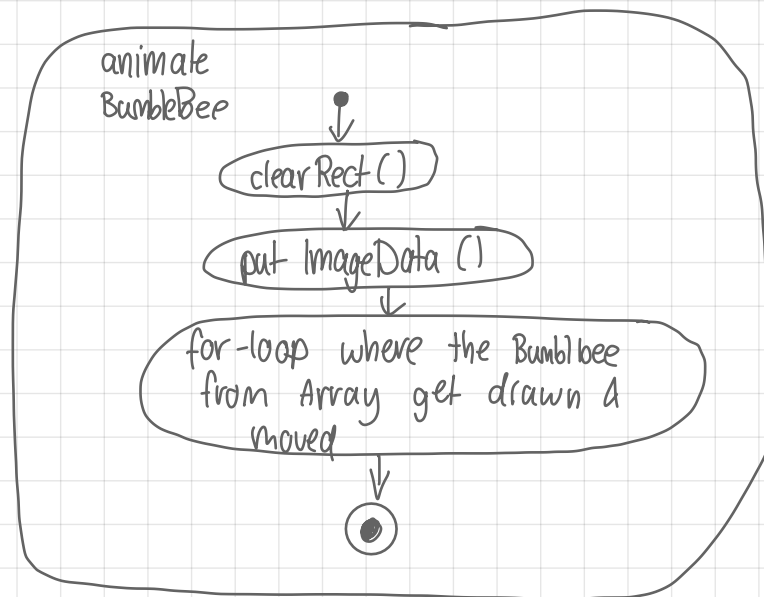 animate
BumbleBee
clearRect()
put ImageData ()
for-loop where the Bumblbee
from Array get drawn &
moved